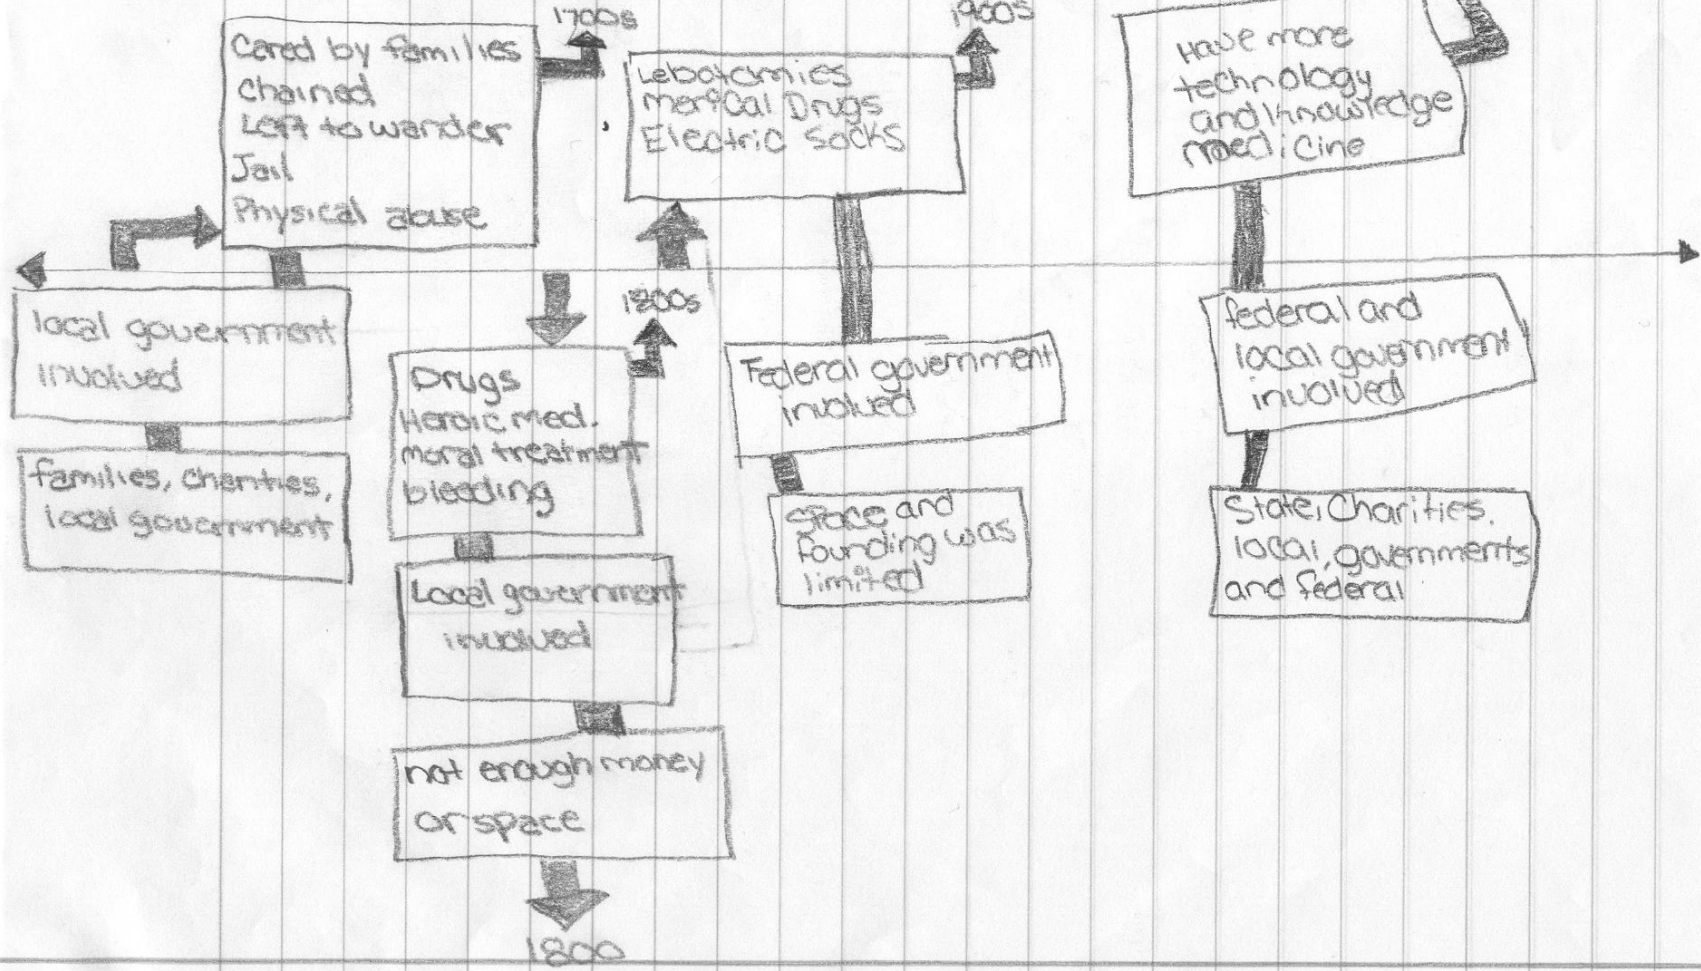 1700s
Cared by families
Chained
Left to wander
Jail
Physical abuse
local government
involved
families, charities,
local government
1800s
Drugs
Heroic med.
moral treatment
bleeding
Local government
involved
not enough money
or space
1800
1900s
Lebotomies
Drugs
Electric Socks
Federal government
involved
Space and
founding was
limited
Have more
technology
and knowledge
medicine
federal and
local government
involved
State, Charities.
local, governments
and federal